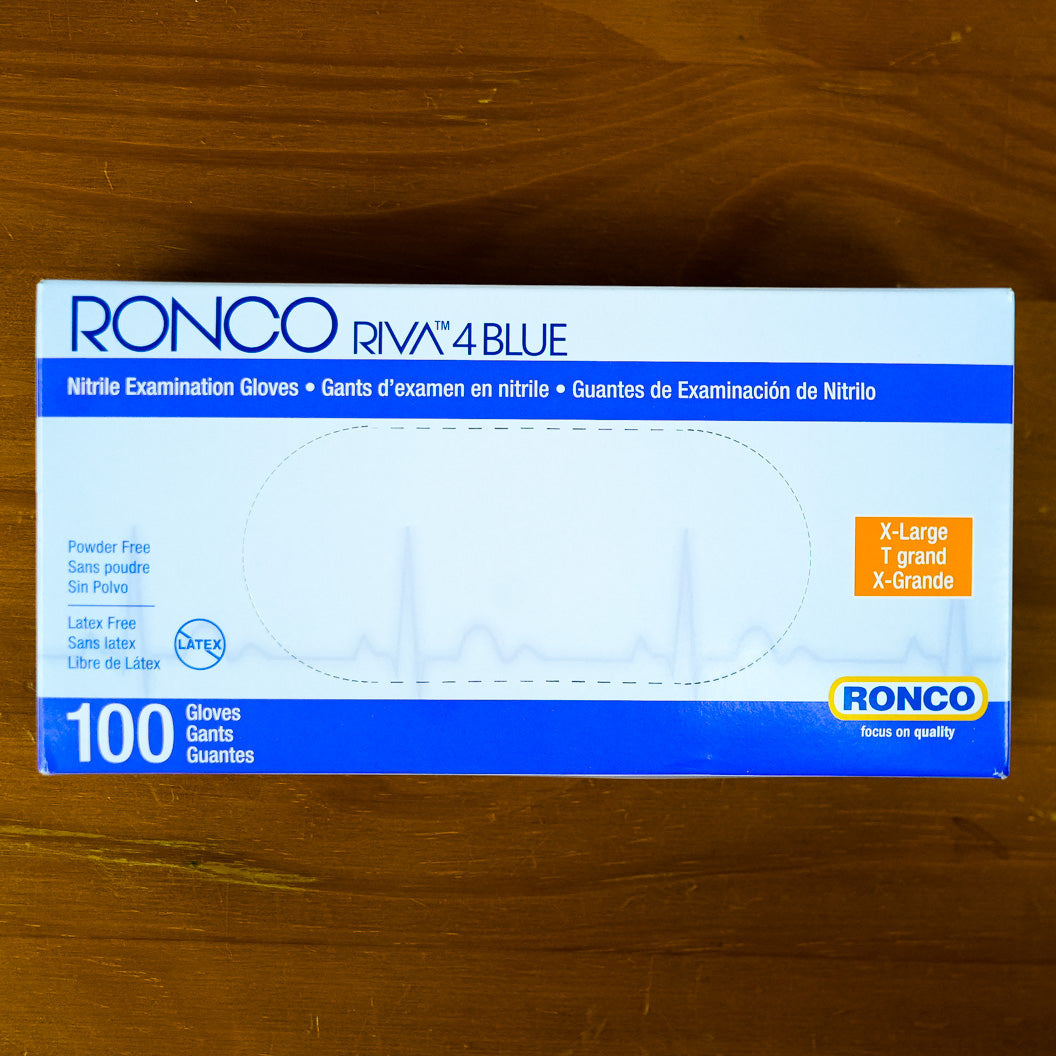 RONCO RIVA™ 4 BLUE
Nitrile Examination Gloves • Gants d'examen en nitrile • Guantes de Examinación de Nitrilo
X-Large
T grand
X-Grande
Powder Free
Sans poudre
Sin Polvo
Latex Free
Sans latex
Libre de Látex
LATEX
100 Gloves
Gants
Guantes
RONCO
focus on quality